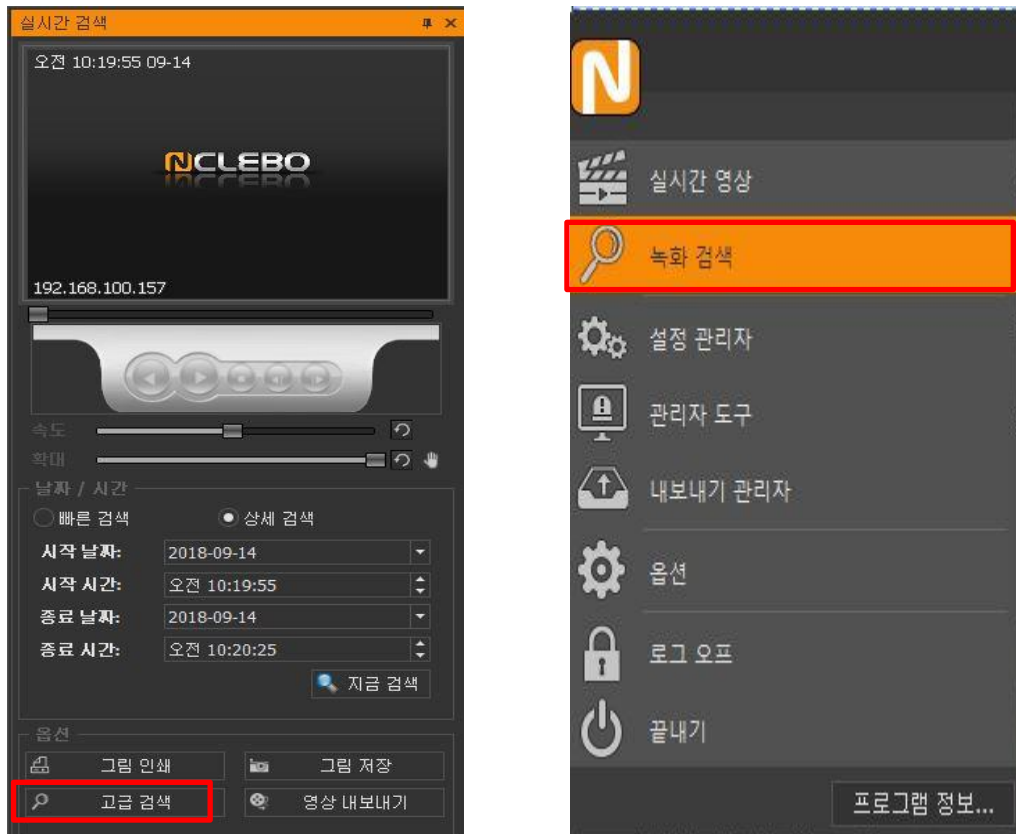 실시간 검색
오전 10:19:55 09-14
NCLEBO
192.168.100.157
속도
확대
날짜 / 시간
빠른 검색
상세 검색
시작 날짜:
2018-09-14
시작 시간:
오전 10:19:55
종료 날짜:
2018-09-14
종료 시간:
오전 10:20:25
지금 검색
옵션
그림 인쇄
그림 저장
고급 검색
영상 내보내기
N
실시간 영상
녹화 검색
설정 관리자
관리자 도구
내보내기 관리자
옵션
로그 오프
끝내기
프로그램 정보...